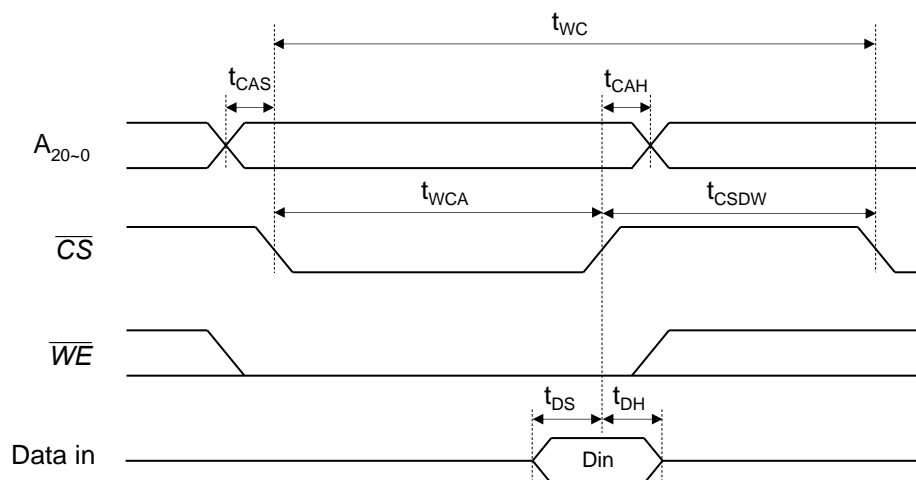 tWC
tCAS
tCAH
A20~0
tWCA
tCSDW
CS
WE
tDS
tDH
Data in
Din